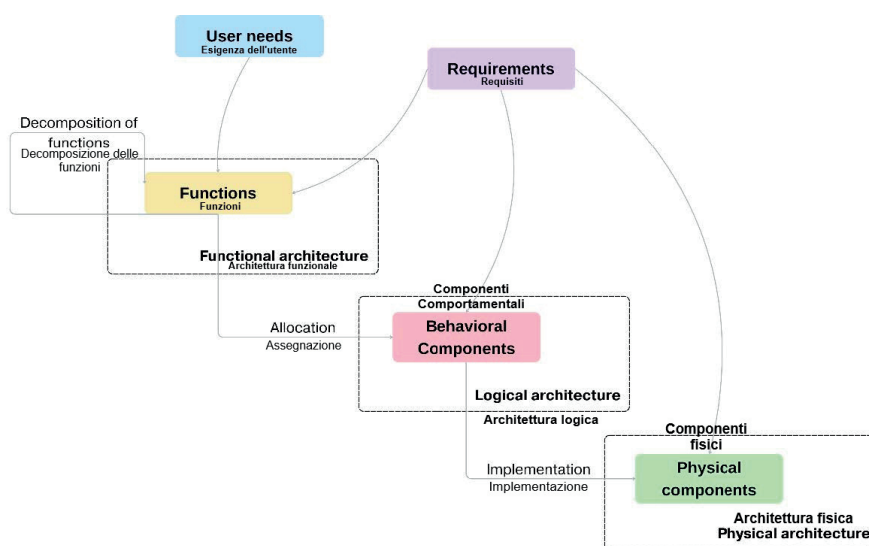 User needs
Esigenza dell'utente
Requirements
Requisiti
Decomposition of
functions
Decomposizione delle
funzioni
Functions
Funzioni
Functional architecture
Architettura funzionale
Componenti
Comportamentali
Allocation
Assegnazione
Behavioral
Components
Logical architecture
Architettura logica
Componenti
fisici
Implementation
Implementazione
Physical
components
Architettura fisica
Physical architecture